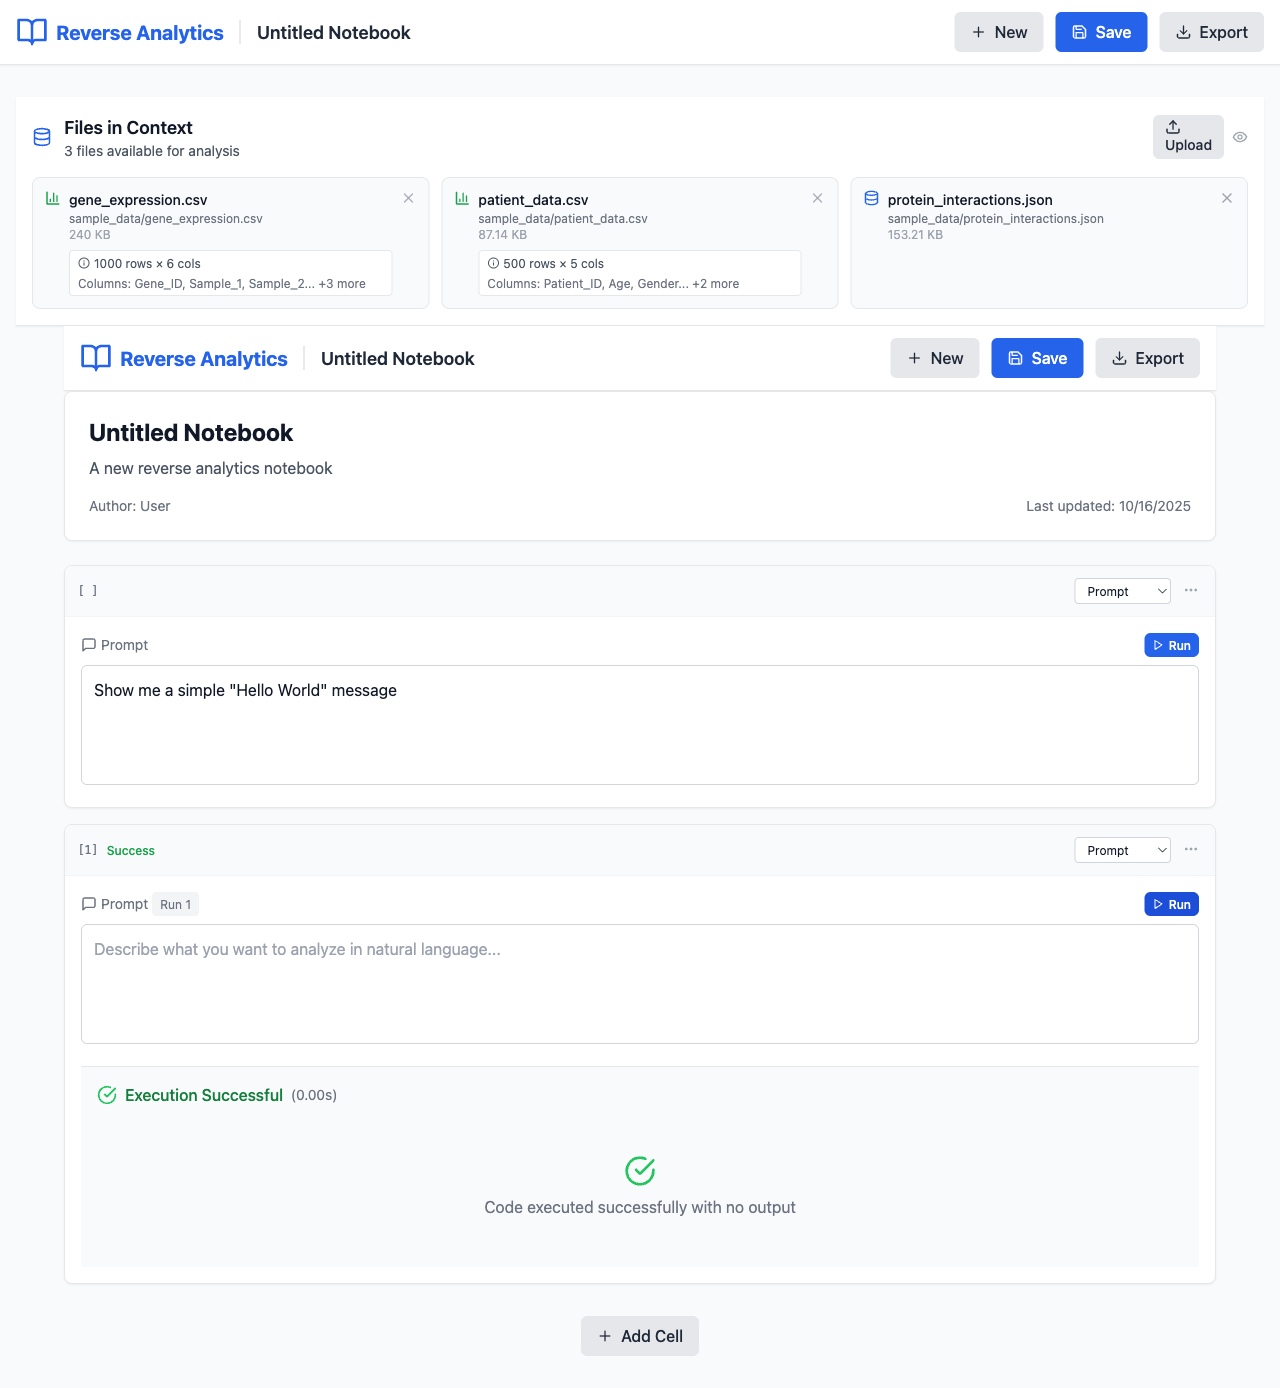 Reverse Analytics
Untitled Notebook
New
Save
Export
Files in Context
3 files available for analysis
Upload
gene_expression.csv
sample_data/gene_expression.csv
240 KB
1000 rows × 6 cols
Columns: Gene_ID, Sample_1, Sample_2... +3 more
patient_data.csv
sample_data/patient_data.csv
87.14 KB
500 rows × 5 cols
Columns: Patient_ID, Age, Gender... +2 more
protein_interactions.json
sample_data/protein_interactions.json
153.21 KB
Reverse Analytics
Untitled Notebook
New
Save
Export
Untitled Notebook
A new reverse analytics notebook
Author: User
Last updated: 10/16/2025
[ ]
Prompt
Prompt
Run
Show me a simple "Hello World" message
[1] Success
Prompt
Prompt
Run 1
Run
Describe what you want to analyze in natural language...
Execution Successful (0.00s)
Code executed successfully with no output
Add Cell